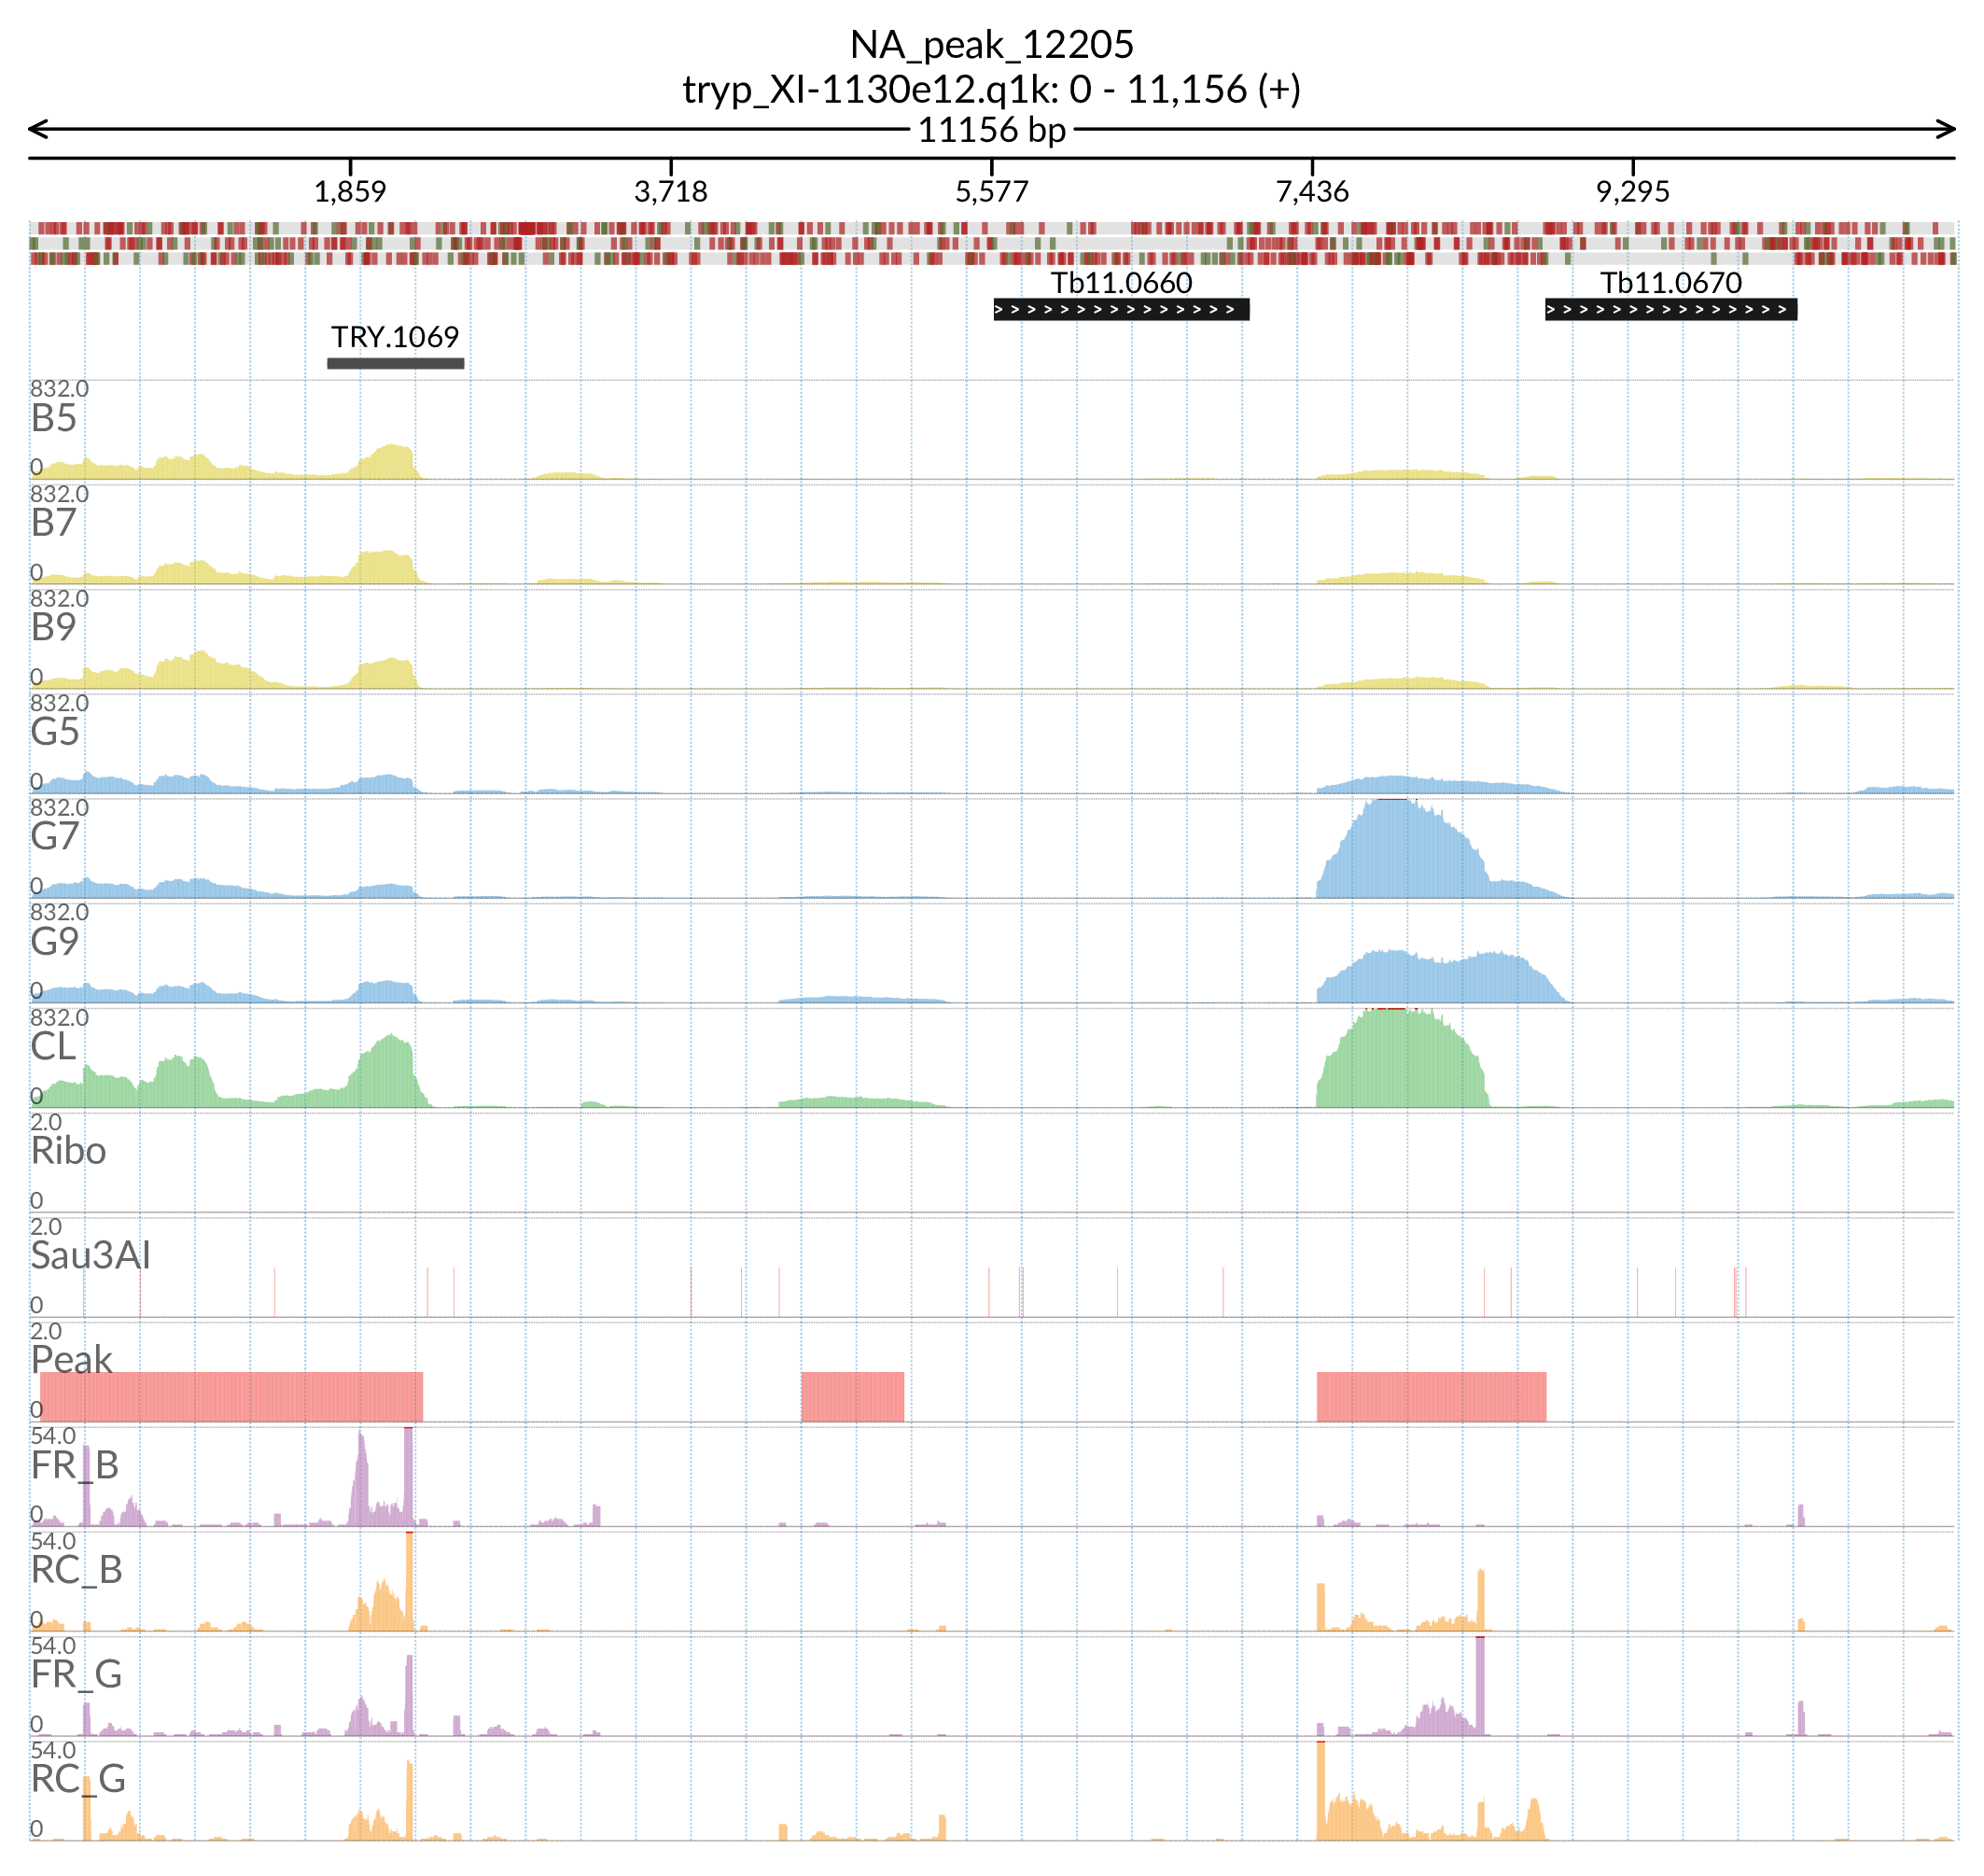 NA_peak_12205
tryp_XI-1130e12.q1k: 0 - 11,156 (+)
11156 bp
1,859 3,718 5,577 7,436 9,295
Tb11.0660 Tb11.0670
TRY.1069
832.0
B5
0
832.0
B7
0
832.0
B9
0
832.0
G5
0
832.0
G7
0
832.0
G9
0
832.0
CL
0
2.0
Ribo
0
2.0
Sau3AI
0
2.0
Peak
0
54.0
FR_B
0
54.0
RC_B
0
54.0
FR_G
0
54.0
RC_G
0